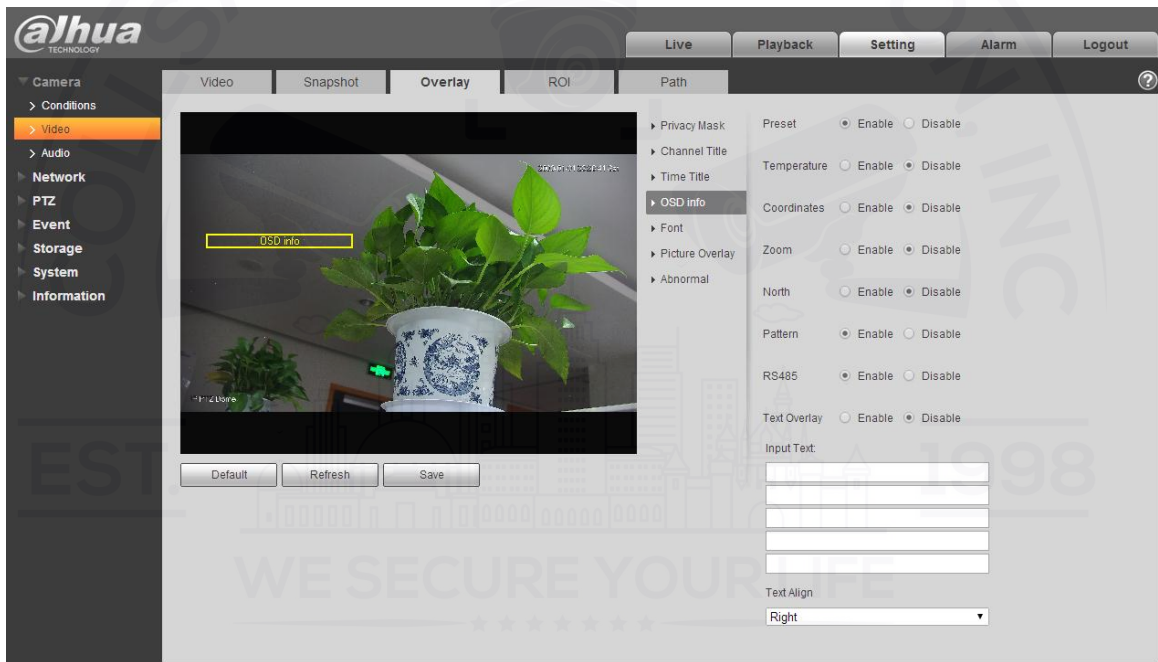 alhua
TECHNOLOGY
Live
Playback
Setting
Alarm
Logout
Camera
Conditions
Video
Audio
Network
PTZ
Event
Storage
System
Information
Video
Snapshot
Overlay
ROI
Path
OSD info
PTZ Dome
Default
Refresh
Save
Privacy Mask
Channel Title
Time Title
OSD info
Font
Picture Overlay
Abnormal
Preset Enable Disable
Temperature Enable Disable
Coordinates Enable Disable
Zoom Enable Disable
North Enable Disable
Pattern Enable Disable
RS485 Enable Disable
Text Overlay Enable Disable
Input Text:
Text Align
Right
EST. 1998
WE SECURE YOUR LIFE